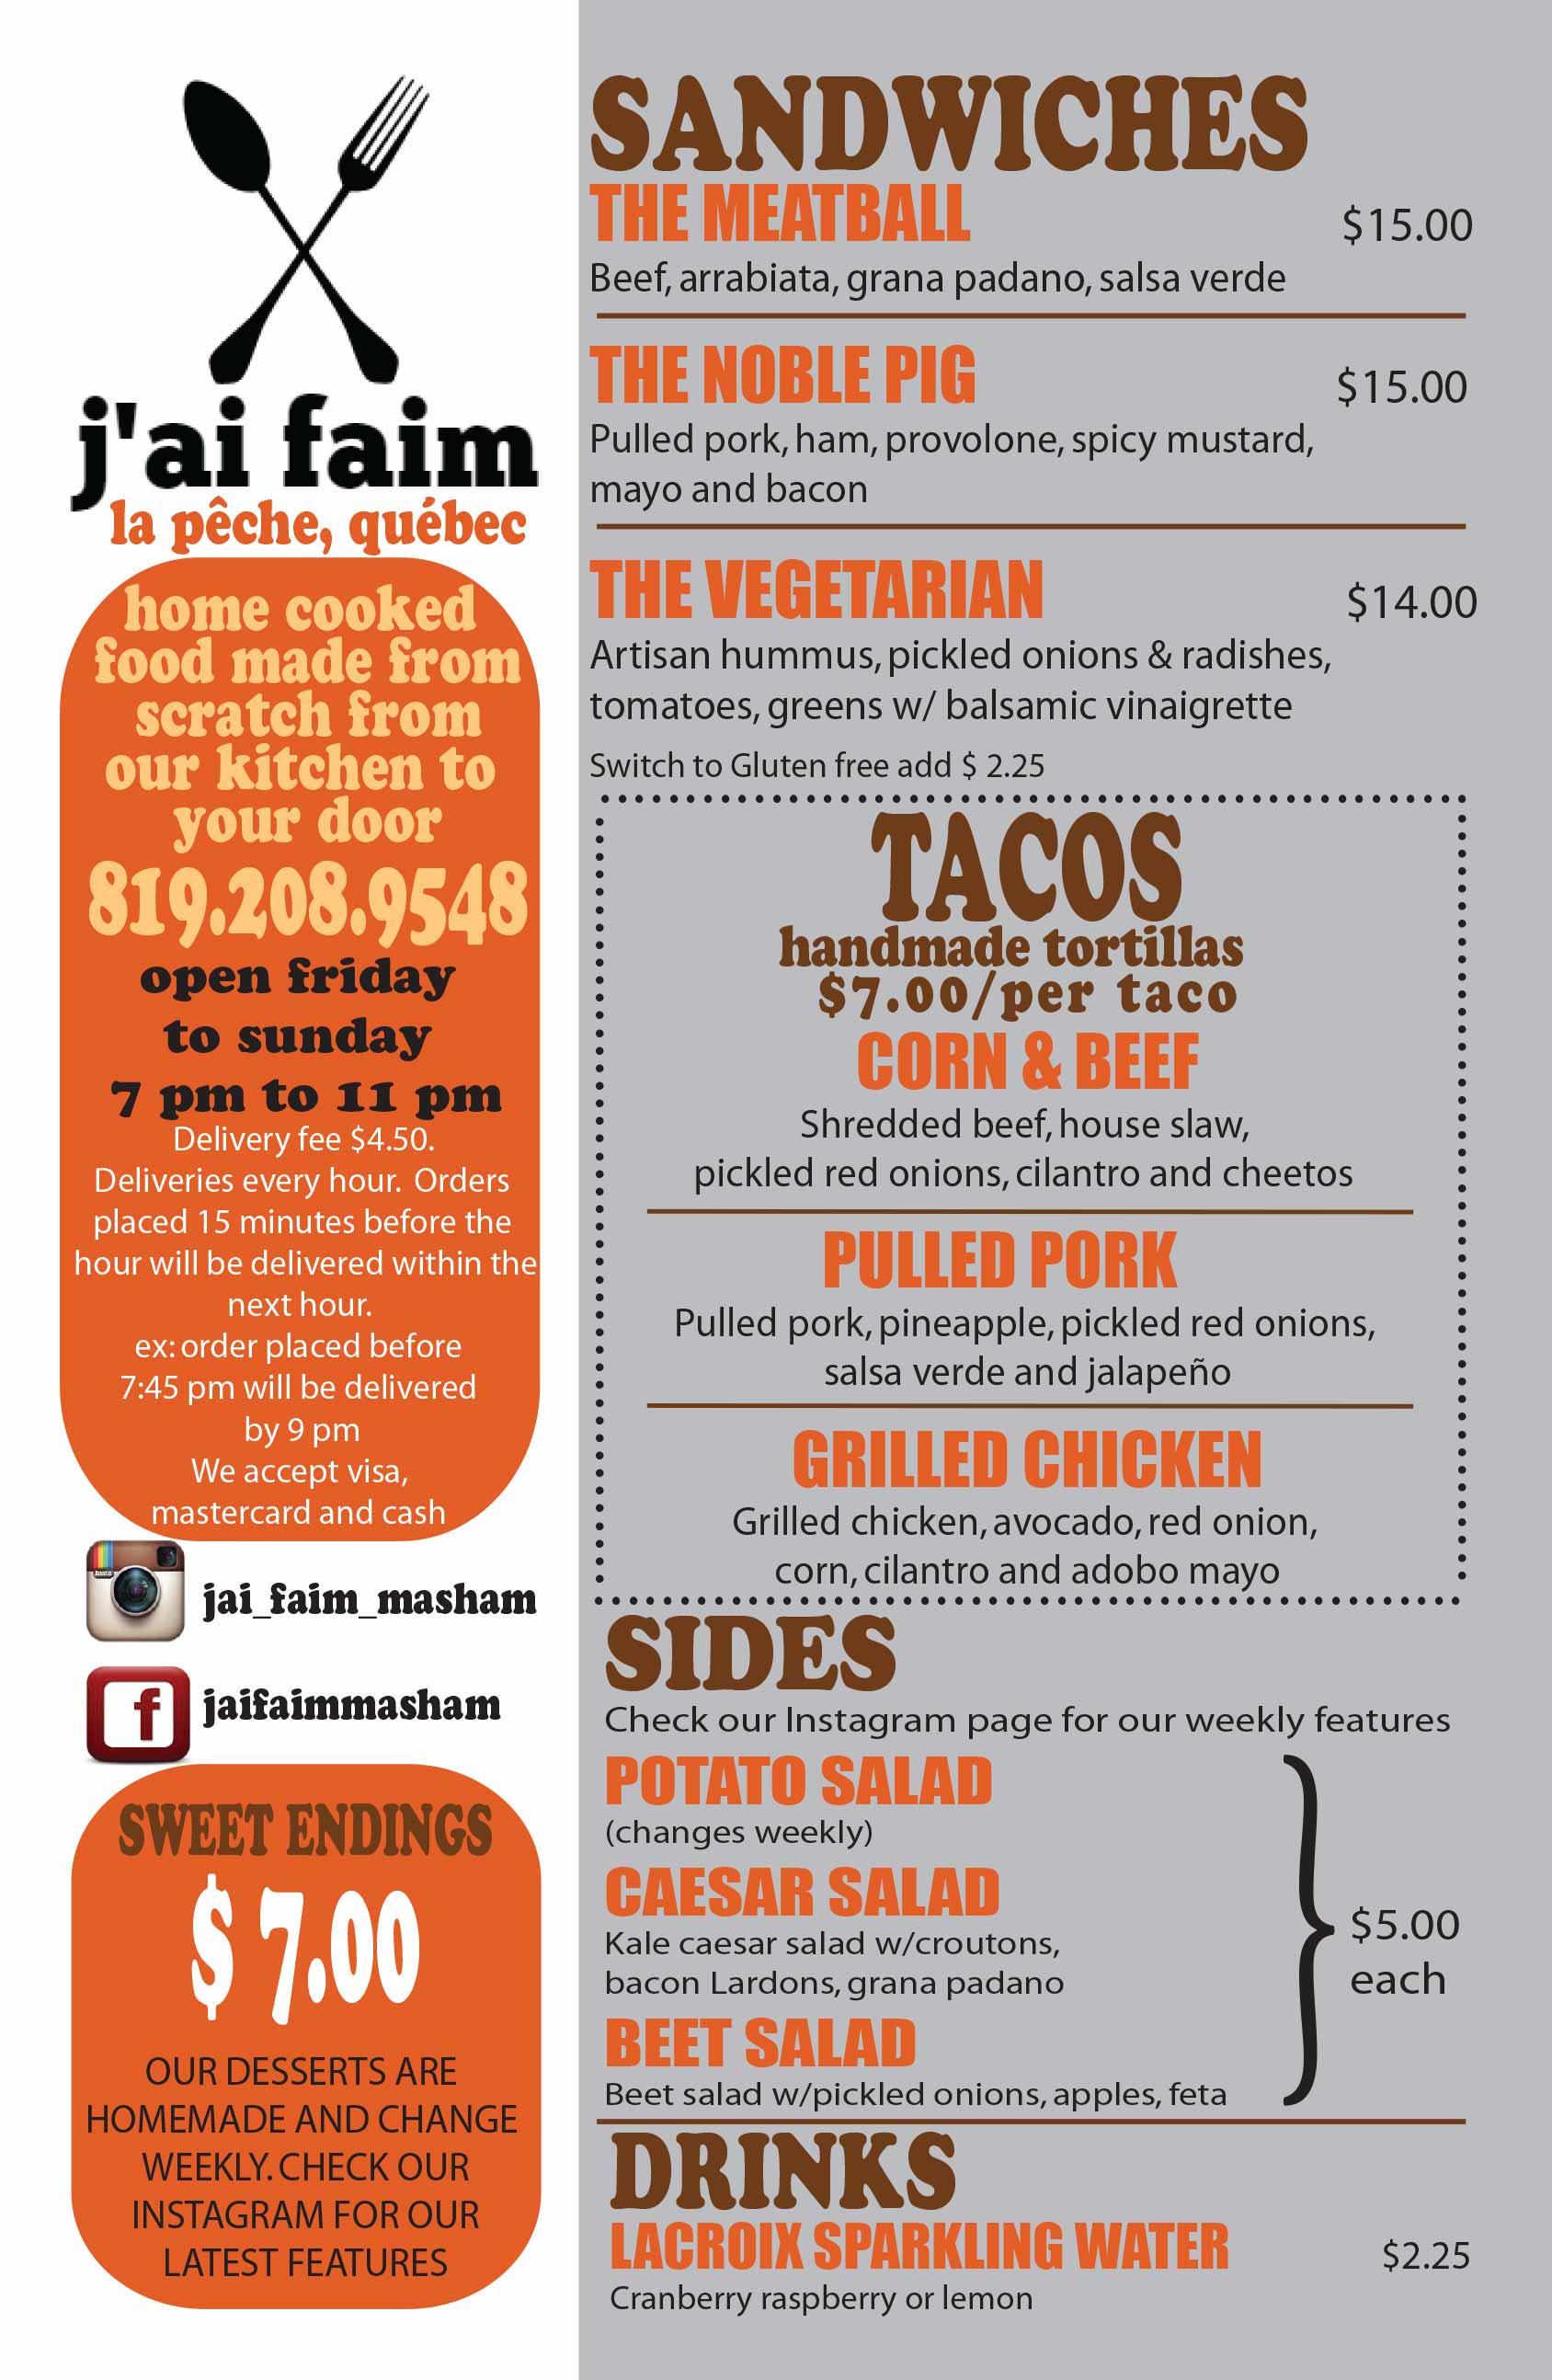 j'ai faim
la pêche, québec
home cooked
food made from
scratch from
our kitchen to
your door
819.208.9548
open friday
to sunday
7 pm to 11 pm
Delivery fee $4.50.
Deliveries every hour. Orders
placed 15 minutes before the
hour will be delivered within the
next hour.
ex: order placed before
7:45 pm will be delivered
by 9 pm
We accept visa,
mastercard and cash
jai_faim_masham
f jaifaimmasham
SWEET ENDINGS
$ 7.00
OUR DESSERTS ARE
HOMEMADE AND CHANGE
WEEKLY. CHECK OUR
INSTAGRAM FOR OUR
LATEST FEATURES
SANDWICHES
THE MEATBALL $15.00
Beef, arrabiata, grana padano, salsa verde
THE NOBLE PIG $15.00
Pulled pork, ham, provolone, spicy mustard,
mayo and bacon
THE VEGETARIAN $14.00
Artisan hummus, pickled onions & radishes,
tomatoes, greens w/ balsamic vinaigrette
Switch to Gluten free add $ 2.25
TACOS
handmade tortillas
$7.00/per taco
CORN & BEEF
Shredded beef, house slaw,
pickled red onions, cilantro and cheetos
PULLED PORK
Pulled pork, pineapple, pickled red onions,
salsa verde and jalapeño
GRILLED CHICKEN
Grilled chicken, avocado, red onion,
corn, cilantro and adobo mayo
SIDES
Check our Instagram page for our weekly features
POTATO SALAD
(changes weekly)
CAESAR SALAD
Kale caesar salad w/croutons,
bacon Lardons, grana padano
BEET SALAD
Beet salad w/pickled onions, apples, feta
$5.00
each
DRINKS
LACROIX SPARKLING WATER $2.25
Cranberry raspberry or lemon